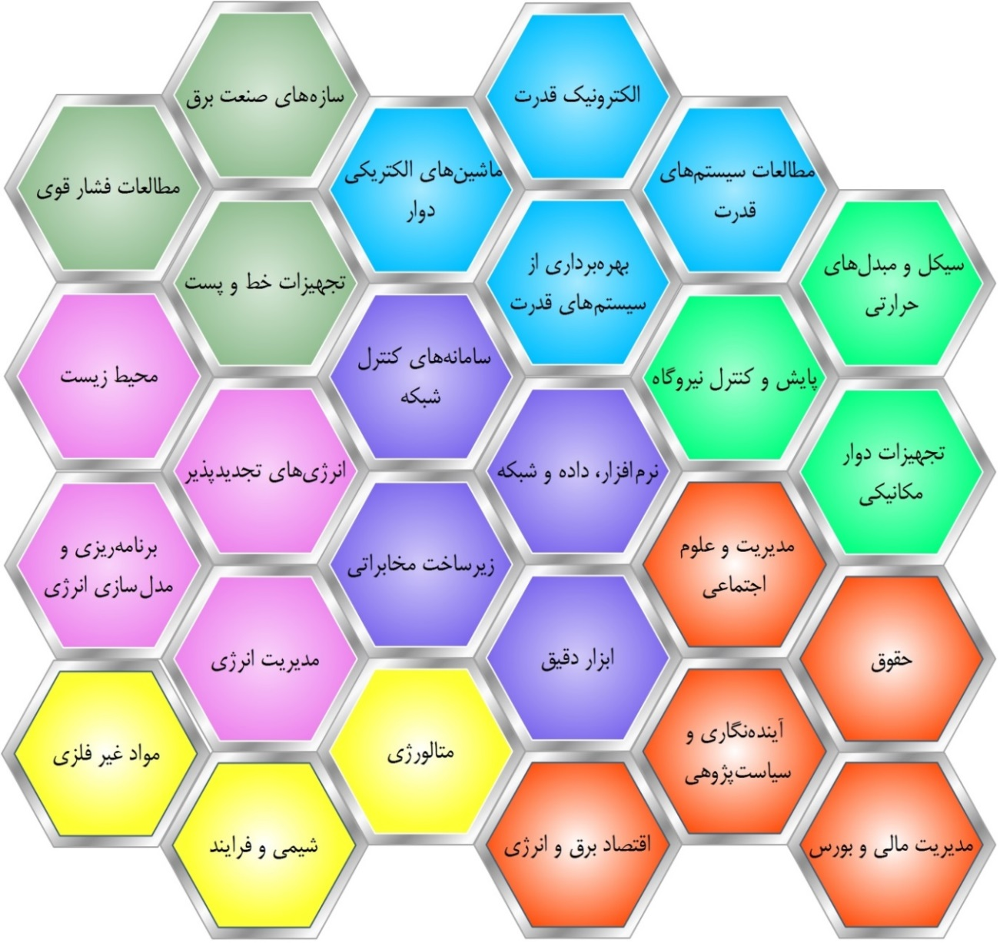 سازه‌های صنعت برق
الکترونیک قدرت
مطالعات فشار قوی
ماشین‌های الکتریکی
دوار
مطالعات سیستم‌های
قدرت
تجهیزات خط و پست
بهره‌برداری از
سیستم‌های قدرت
سیکل و مبدل‌های
حرارتی
محیط زیست
سامانه‌های کنترل
شبکه
پایش و کنترل نیروگاه
انرژی‌های تجدیدپذیر
نرم‌افزار، داده و شبکه
تجهیزات دوار
مکانیکی
برنامه‌ریزی و
مدل‌سازی انرژی
زیرساخت مخابراتی
مدیریت و علوم
اجتماعی
مدیریت انرژی
ابزار دقیق
حقوق
مواد غیر فلزی
متالورژی
آینده‌نگاری و
سیاست‌پژوهی
شیمی و فرایند
اقتصاد برق و انرژی
مدیریت مالی و بورس